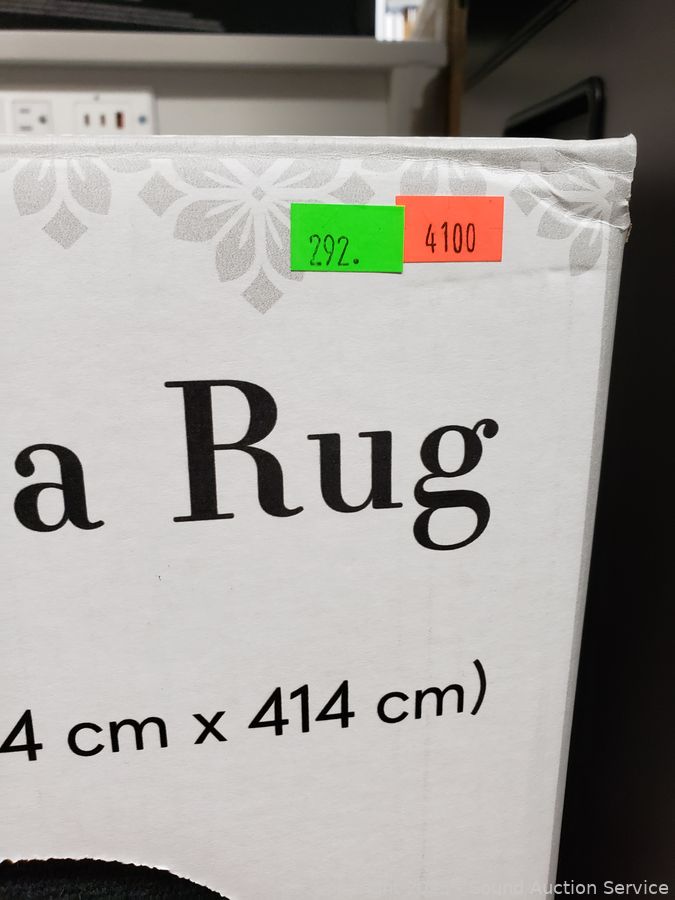 292.
4100
a Rug
4 cm x 414 cm)
Sound Auction Service